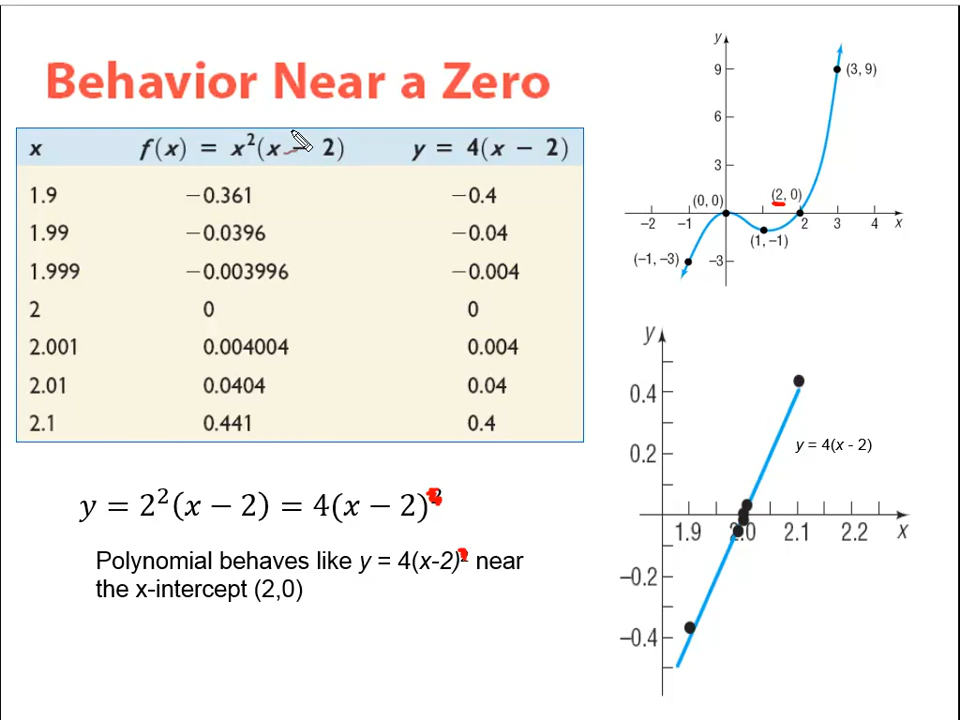 Behavior Near a Zero
x f(x) = x²(x − 2) y = 4(x − 2)
1.9 −0.361 −0.4
1.99 −0.0396 −0.04
1.999 −0.003996 −0.004
2 0 0
2.001 0.004004 0.004
2.01 0.0404 0.04
2.1 0.441 0.4
y = 2²(x − 2) = 4(x − 2)
Polynomial behaves like y = 4(x-2) near
the x-intercept (2,0)
y
9
(3, 9)
6
3
(2, 0)
(0, 0)
−2 −1 2 3 4 x
(1, −1)
(−1, −3)
−3
y
0.4
y = 4(x - 2)
0.2
1.9 2.0 2.1 2.2 x
−0.2
−0.4